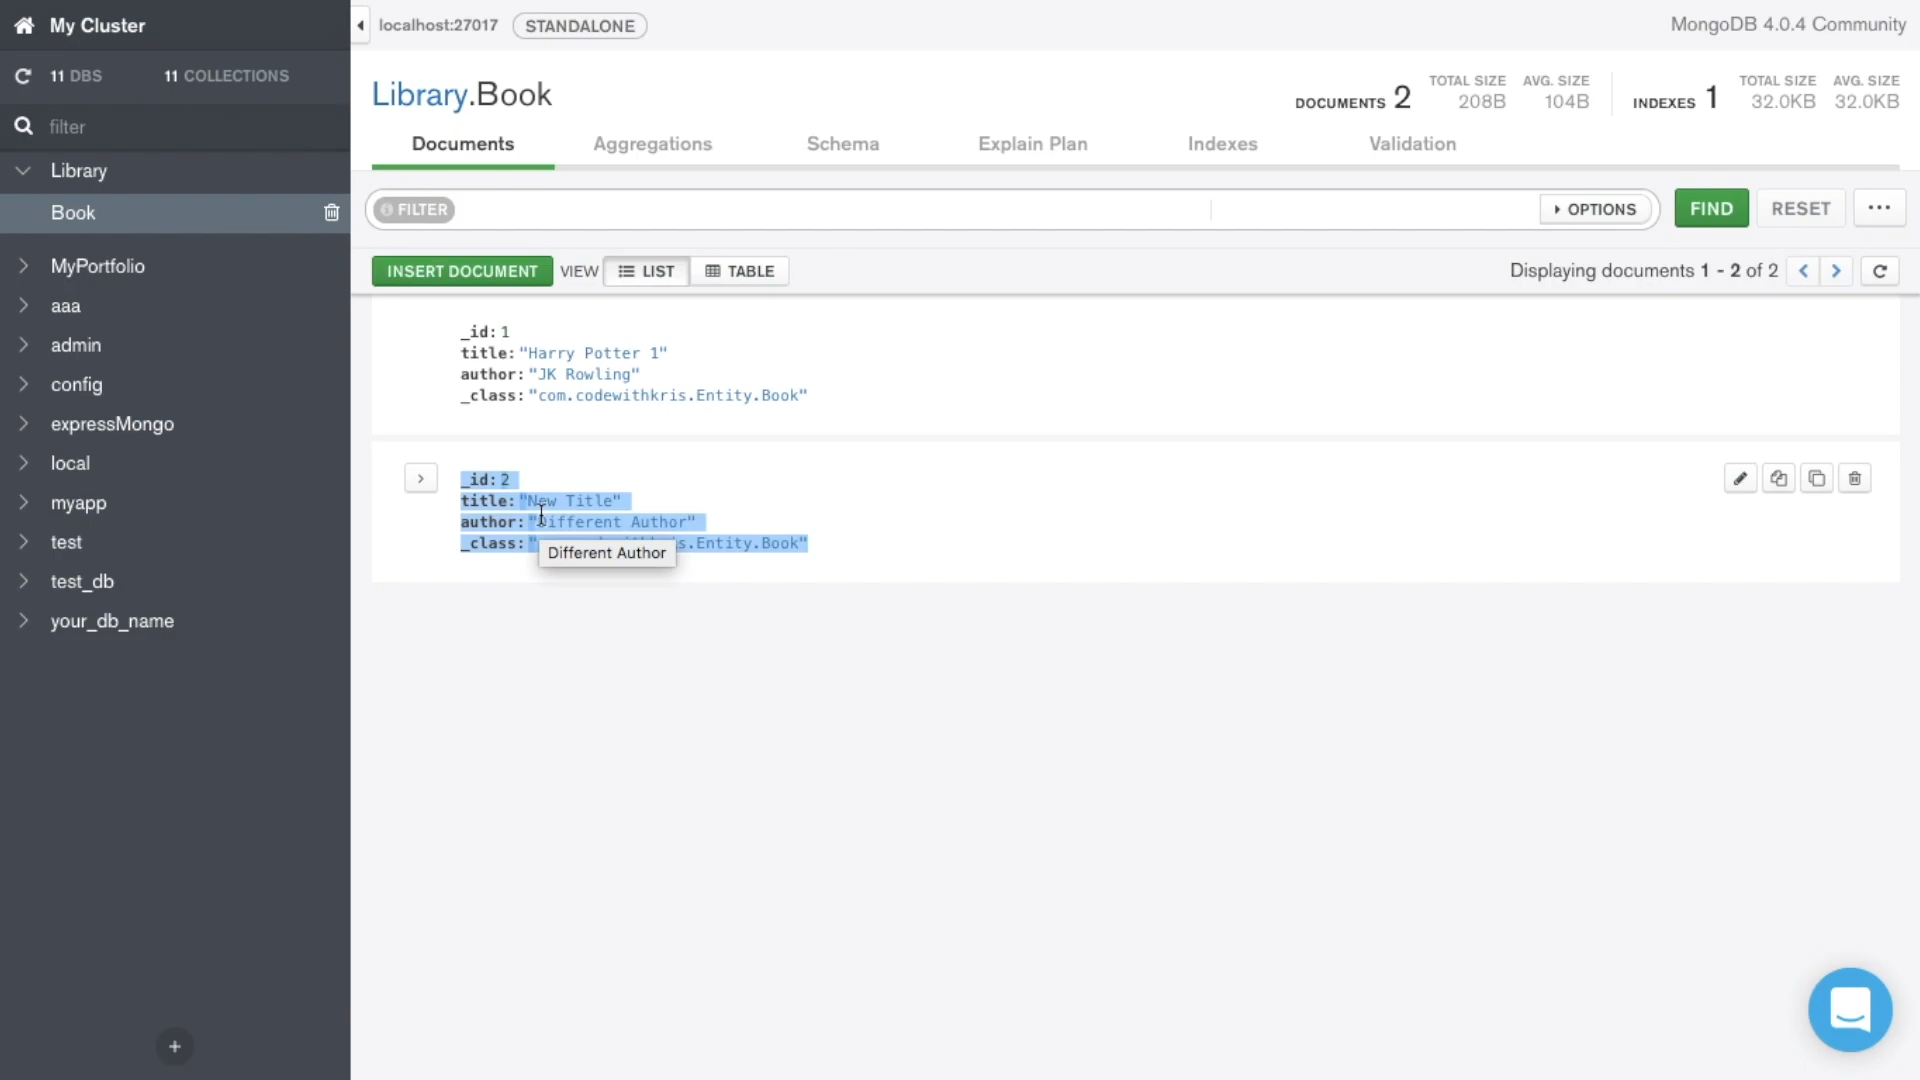 My Cluster
localhost:27017 STANDALONE
MongoDB 4.0.4 Community
11 DBS 11 COLLECTIONS
filter
Library
Book
MyPortfolio
aaa
admin
config
expressMongo
local
myapp
test
test_db
your_db_name
+
Library.Book
DOCUMENTS 2 TOTAL SIZE 208B AVG. SIZE 104B
INDEXES 1 TOTAL SIZE 32.0KB AVG. SIZE 32.0KB
Documents Aggregations Schema Explain Plan Indexes Validation
FILTER OPTIONS FIND RESET ...
INSERT DOCUMENT VIEW LIST TABLE Displaying documents 1 - 2 of 2
_id: 1
title: "Harry Potter 1"
author: "JK Rowling"
_class: "com.codewithkris.Entity.Book"
_id: 2
title: "New Title"
author: "Different Author"
_class: " s.Entity.Book"
Different Author